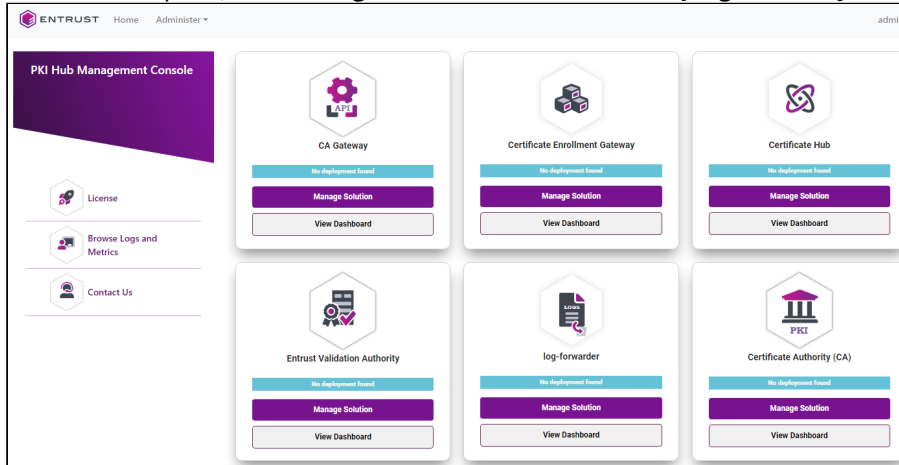 ENTRUST Home Administer
admi
PKI Hub Management Console
License
Browse Logs and
Metrics
Contact Us
API
CA Gateway
No deployment found
Manage Solution
View Dashboard
Certificate Enrollment Gateway
No deployment found
Manage Solution
View Dashboard
Certificate Hub
No deployment found
Manage Solution
View Dashboard
Entrust Validation Authority
No deployment found
Manage Solution
View Dashboard
LOGS
log-forwarder
No deployment found
Manage Solution
View Dashboard
PKI
Certificate Authority (CA)
No deployment found
Manage Solution
View Dashboard